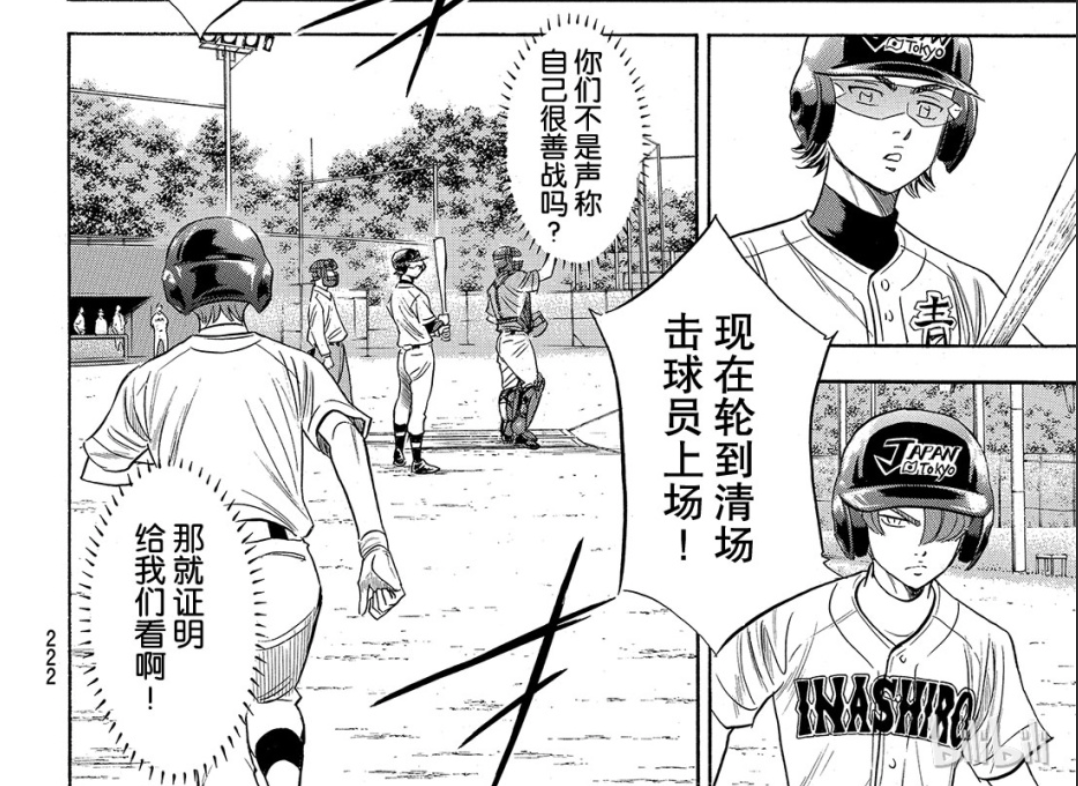 JAPAN
Tokyo
青
你们不是声称
自己很善战吗？
现在轮到清场
击球员上场！
JAPAN
Tokyo
INASHIRO
那就证明
给我们看啊！
222
bilibili